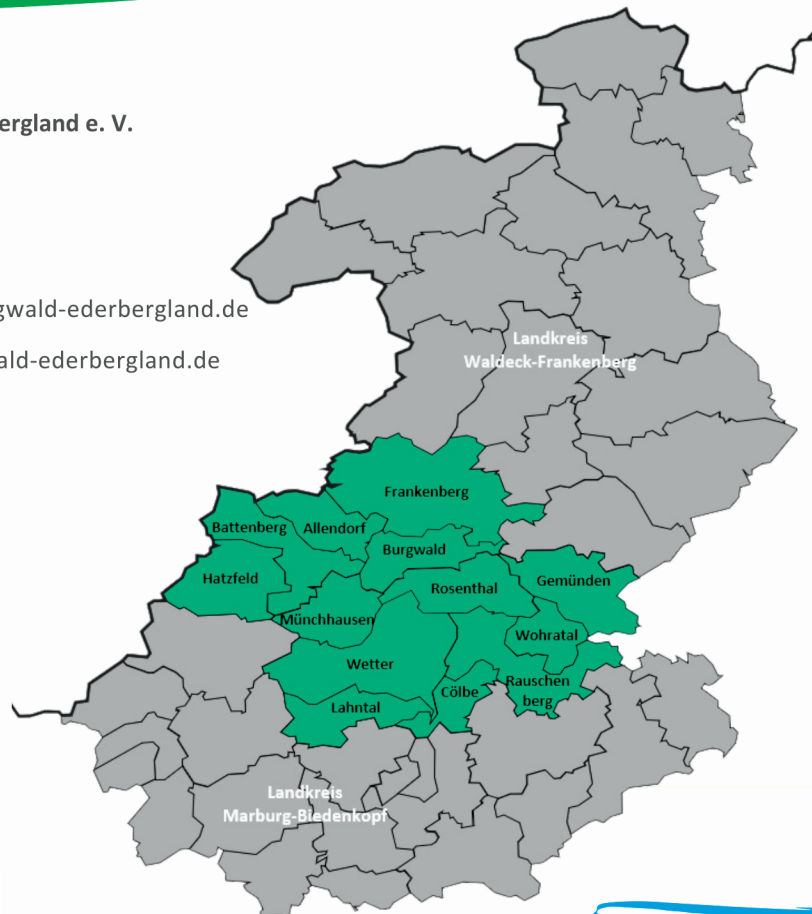 ergland e. V.
gwald-ederbergland.de
ald-ederbergland.de
Landkreis
Waldeck-Frankenberg
Frankenberg
Battenberg
Allendorf
Burgwald
Hatzfeld
Rosenthal
Gemünden
Münchhausen
Wohratal
Wetter
Rauschen
berg
Cölbe
Lahntal
Landkreis
Marburg-Biedenkopf